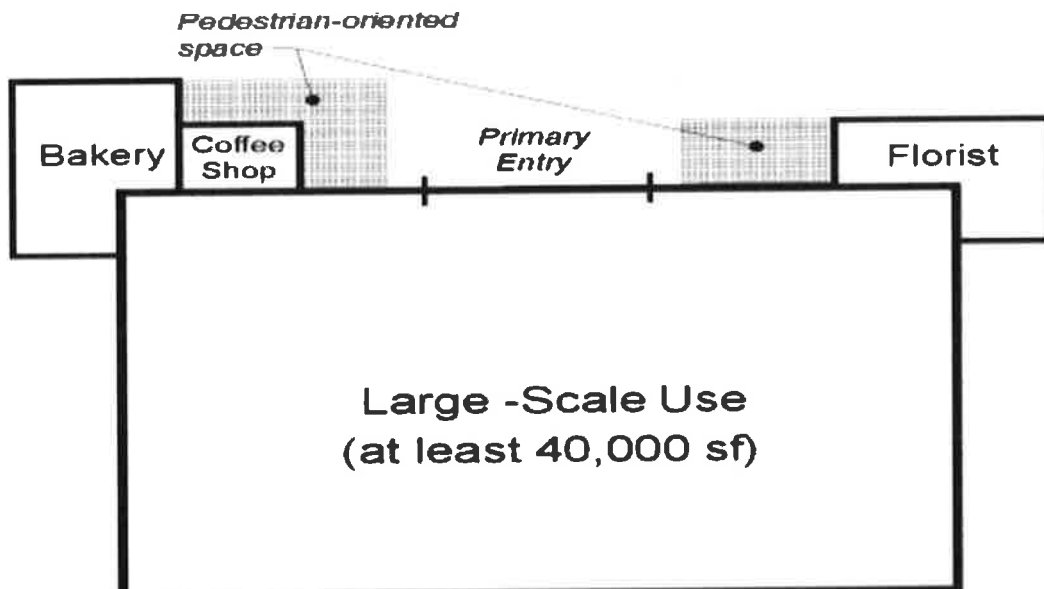 Pedestrian-oriented
space
Bakery
Coffee
Shop
Primary
Entry
Florist
Large -Scale Use
(at least 40,000 sf)